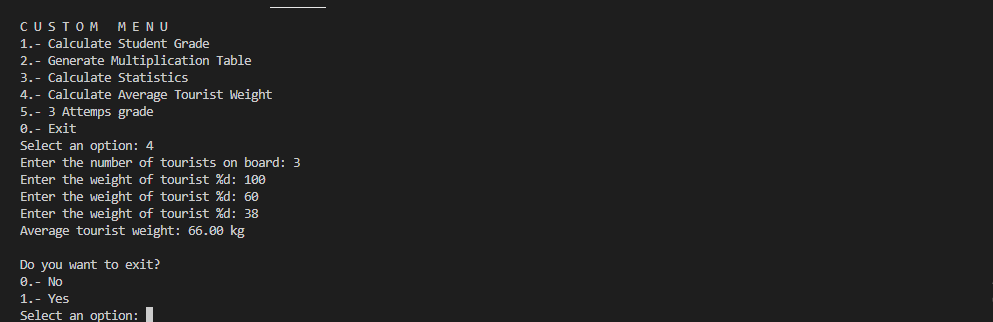 C U S T O M   M E N U
1.- Calculate Student Grade
2.- Generate Multiplication Table
3.- Calculate Statistics
4.- Calculate Average Tourist Weight
5.- 3 Attemps grade
0.- Exit
Select an option: 4
Enter the number of tourists on board: 3
Enter the weight of tourist %d: 100
Enter the weight of tourist %d: 60
Enter the weight of tourist %d: 38
Average tourist weight: 66.00 kg
Do you want to exit?
0.- No
1.- Yes
Select an option: